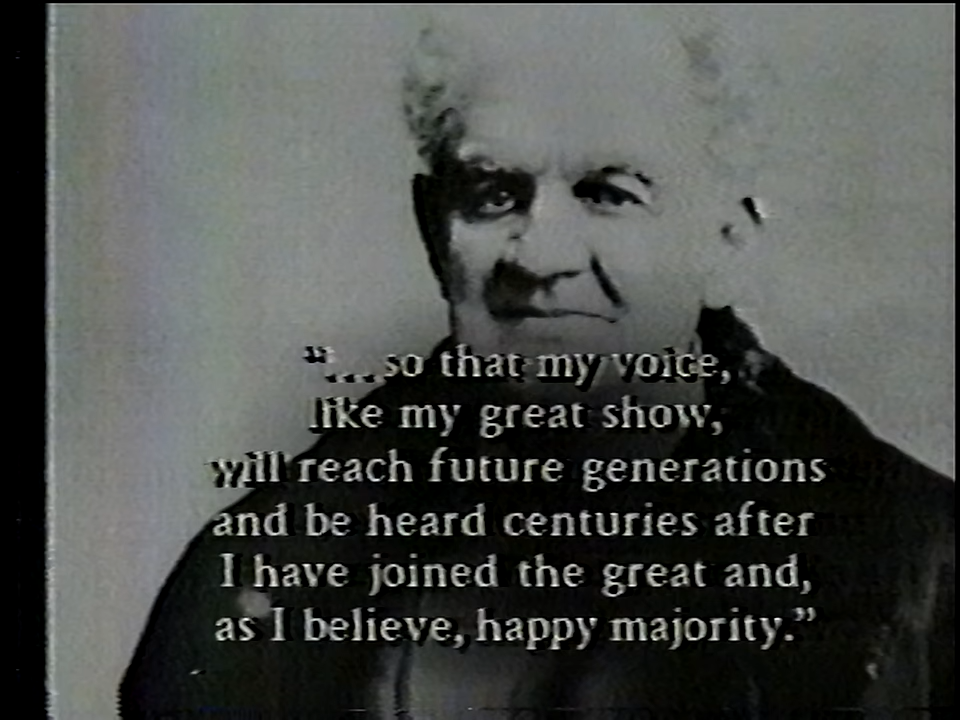 "...so that my voice,
like my great show,
will reach future generations
and be heard centuries after
I have joined the great and,
as I believe, happy majority."